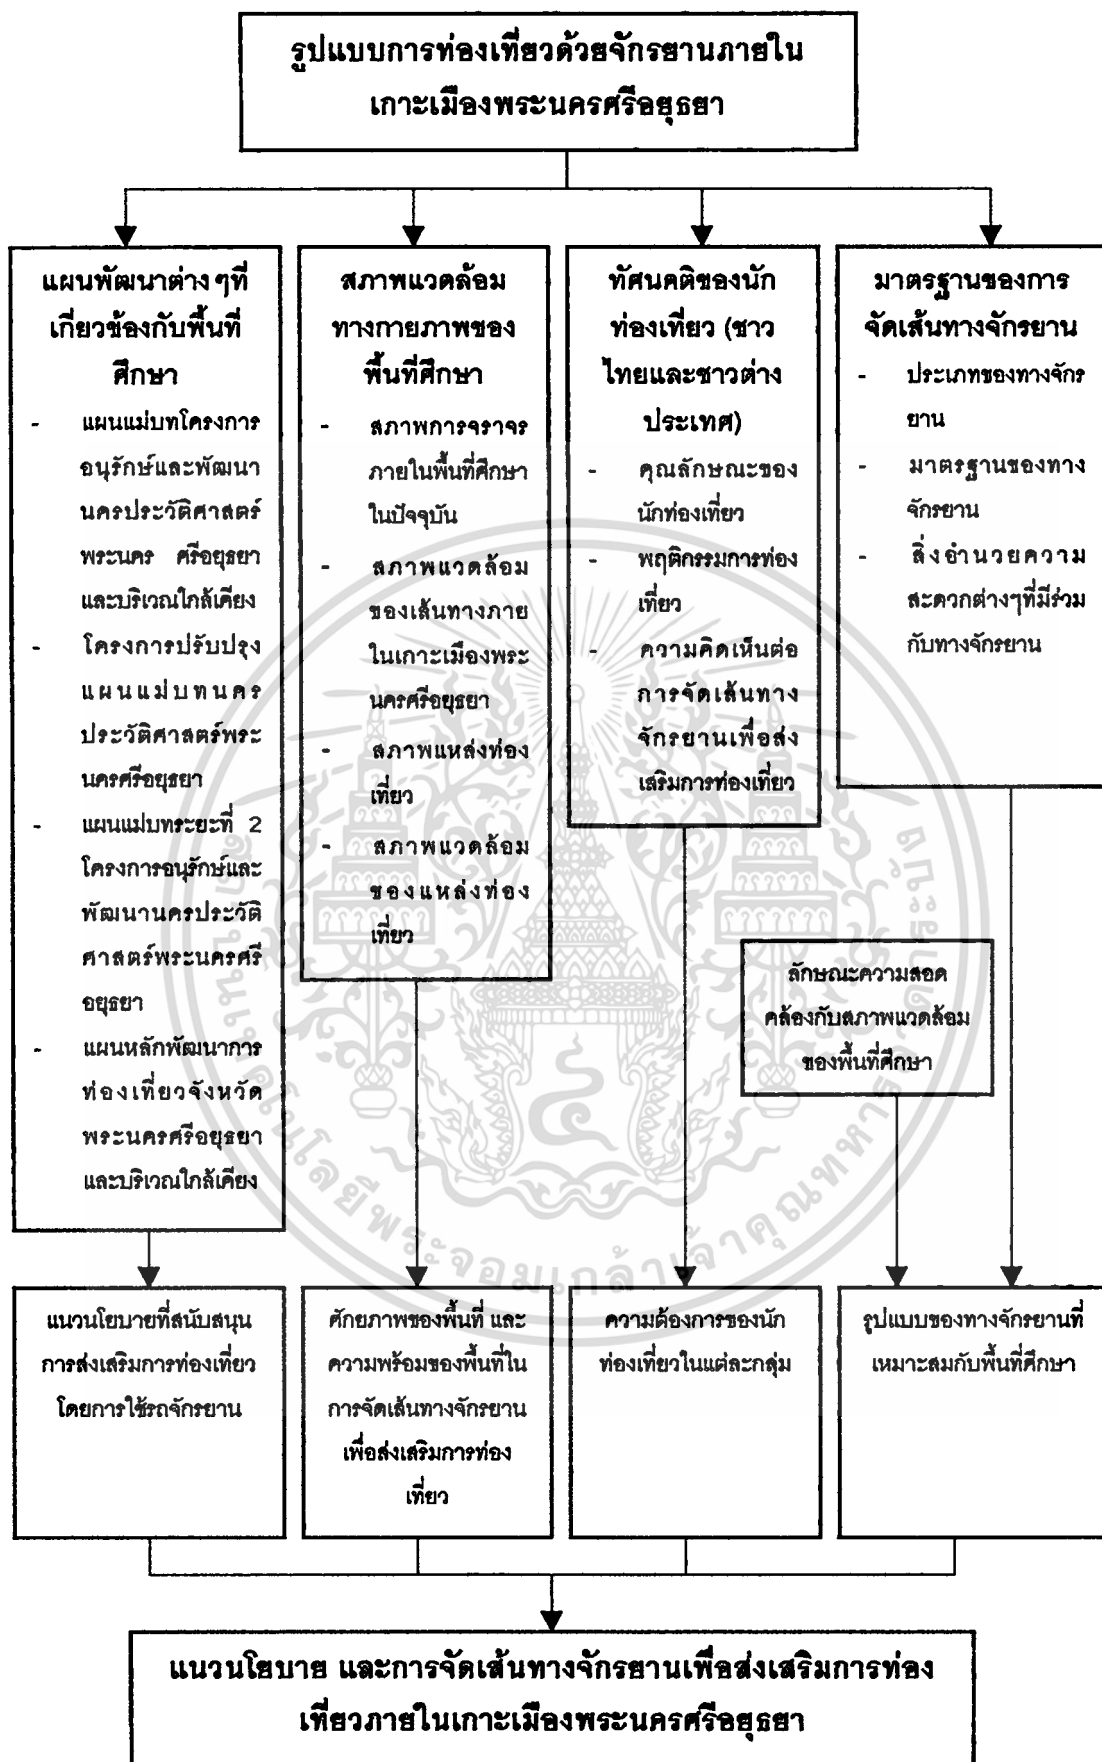 รูปแบบการท่องเที่ยวด้วยจักรยานภายใน
เกาะเมืองพระนครศรีอยุธยา
แผนพัฒนาต่างๆที่
เกี่ยวข้องกับพื้นที่
ศึกษา
- แผนแม่บทโครงการ
อนุรักษ์และพัฒนา
นครประวัติศาสตร์
พระนคร ศรีอยุธยา
และบริเวณใกล้เคียง
- โครงการปรับปรุง
แผนแม่บทนคร
ประวัติศาสตร์พระ
นครศรีอยุธยา
- แผนแม่บทระยะที่ 2
โครงการอนุรักษ์และ
พัฒนานครประวัติ
ศาสตร์พระนครศรี
อยุธยา
- แผนหลักพัฒนาการ
ท่องเที่ยวจังหวัด
พระนครศรีอยุธยา
และบริเวณใกล้เคียง
สภาพแวดล้อม
ทางกายภาพของ
พื้นที่ศึกษา
- สภาพการจราจร
ภายในพื้นที่ศึกษา
ในปัจจุบัน
- สภาพแวดล้อม
ของเส้นทางภาย
ในเกาะเมืองพระ
นครศรีอยุธยา
- สภาพแหล่งท่อง
เที่ยว
- สภาพแวดล้อม
ของแหล่งท่อง
เที่ยว
ทัศนคติของนัก
ท่องเที่ยว (ชาว
ไทยและชาวต่าง
ประเทศ)
- คุณลักษณะของ
นักท่องเที่ยว
- พฤติกรรมการท่อง
เที่ยว
- ความคิดเห็นต่อ
การจัดเส้นทาง
จักรยานเพื่อส่ง
เสริมการท่องเที่ยว
มาตรฐานของการ
จัดเส้นทางจักรยาน
- ประเภทของทางจักร
ยาน
- มาตรฐานของทาง
จักรยาน
- สิ่งอำนวยความ
สะดวกต่างๆที่มีร่วม
กับทางจักรยาน
ลักษณะความสอด
คล้องกับสภาพแวดล้อม
ของพื้นที่ศึกษา
แนวนโยบายที่สนับสนุน
การส่งเสริมการท่องเที่ยว
โดยการใช้รถจักรยาน
ศักยภาพของพื้นที่ และ
ความพร้อมของพื้นที่ใน
การจัดเส้นทางจักรยาน
เพื่อส่งเสริมการท่อง
เที่ยว
ความต้องการของนัก
ท่องเที่ยวในแต่ละกลุ่ม
รูปแบบของทางจักรยานที่
เหมาะสมกับพื้นที่ศึกษา
แนวนโยบาย และการจัดเส้นทางจักรยานเพื่อส่งเสริมการท่อง
เที่ยวภายในเกาะเมืองพระนครศรีอยุธยา